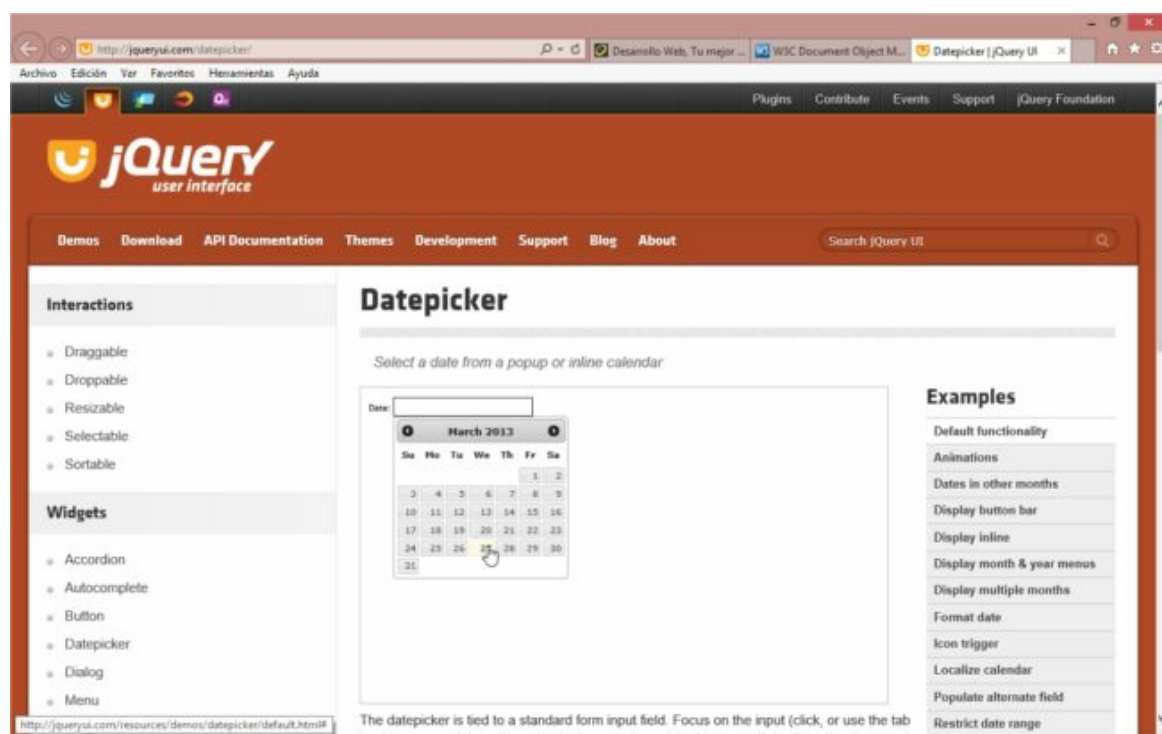 http://jqueryui.com/datepicker/
Desarrollo Web, Tu mejor ...
W3C Document Object M...
Datepicker | jQuery UI
Archivo Edición Ver Favoritos Herramientas Ayuda
Plugins Contribute Events Support jQuery Foundation
jQuery
user interface
Demos Download API Documentation Themes Development Support Blog About Search jQuery UI
Interactions
Draggable
Droppable
Resizable
Selectable
Sortable
Widgets
Accordion
Autocomplete
Button
Datepicker
Dialog
Menu
Datepicker
Select a date from a popup or inline calendar
Date:
March 2013
Su Mo Tu We Th Fr Sa
1 2
3 4 5 6 7 8 9
10 11 12 13 14 15 16
17 18 19 20 21 22 23
24 25 26 27 28 29 30
31
Examples
Default functionality
Animations
Dates in other months
Display button bar
Display inline
Display month & year menus
Display multiple months
Format date
Icon trigger
Localize calendar
Populate alternate field
Restrict date range
The datepicker is tied to a standard form input field. Focus on the input (click, or use the tab
http://jqueryui.com/resources/demos/datepicker/default.html#